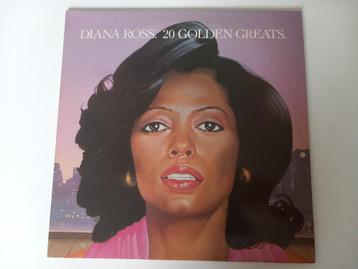 DIANA ROSS. 20 GOLDEN GREATS.